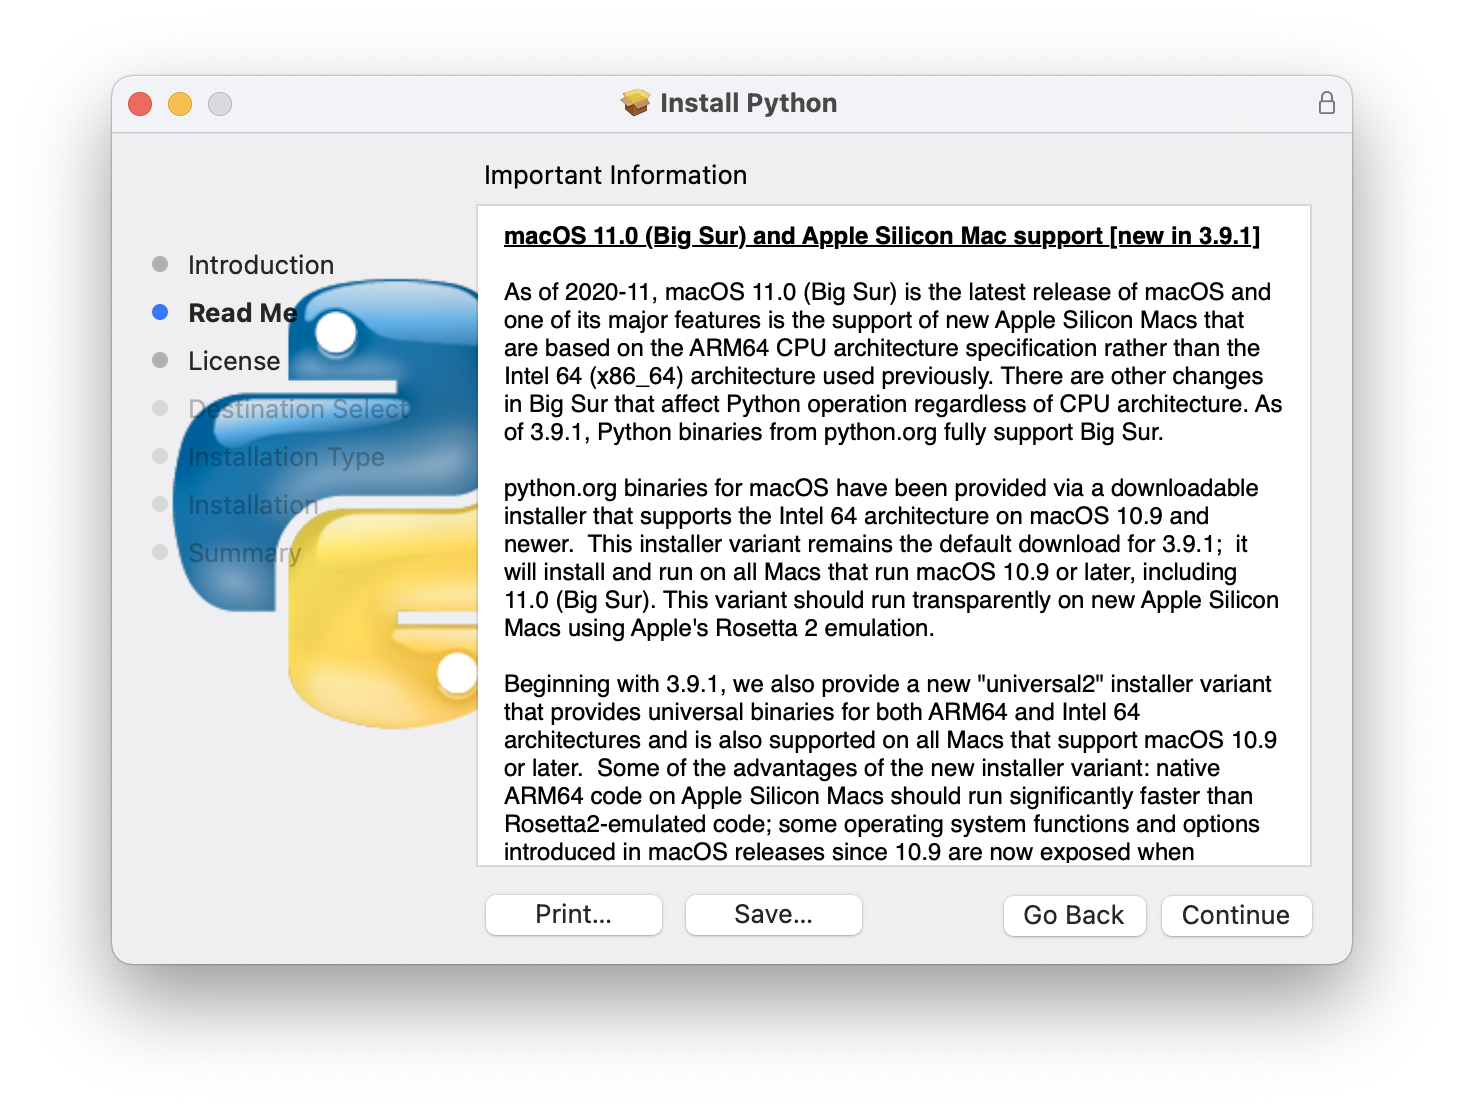 Install Python
Important Information
Introduction
Read Me
License
Destination Select
Installation Type
Installation
Summary
macOS 11.0 (Big Sur) and Apple Silicon Mac support [new in 3.9.1]
As of 2020-11, macOS 11.0 (Big Sur) is the latest release of macOS and
one of its major features is the support of new Apple Silicon Macs that
are based on the ARM64 CPU architecture specification rather than the
Intel 64 (x86_64) architecture used previously. There are other changes
in Big Sur that affect Python operation regardless of CPU architecture. As
of 3.9.1, Python binaries from python.org fully support Big Sur.
python.org binaries for macOS have been provided via a downloadable
installer that supports the Intel 64 architecture on macOS 10.9 and
newer.  This installer variant remains the default download for 3.9.1;  it
will install and run on all Macs that run macOS 10.9 or later, including
11.0 (Big Sur). This variant should run transparently on new Apple Silicon
Macs using Apple's Rosetta 2 emulation.
Beginning with 3.9.1, we also provide a new "universal2" installer variant
that provides universal binaries for both ARM64 and Intel 64
architectures and is also supported on all Macs that support macOS 10.9
or later.  Some of the advantages of the new installer variant: native
ARM64 code on Apple Silicon Macs should run significantly faster than
Rosetta2-emulated code; some operating system functions and options
introduced in macOS releases since 10.9 are now exposed when
Print...
Save...
Go Back
Continue